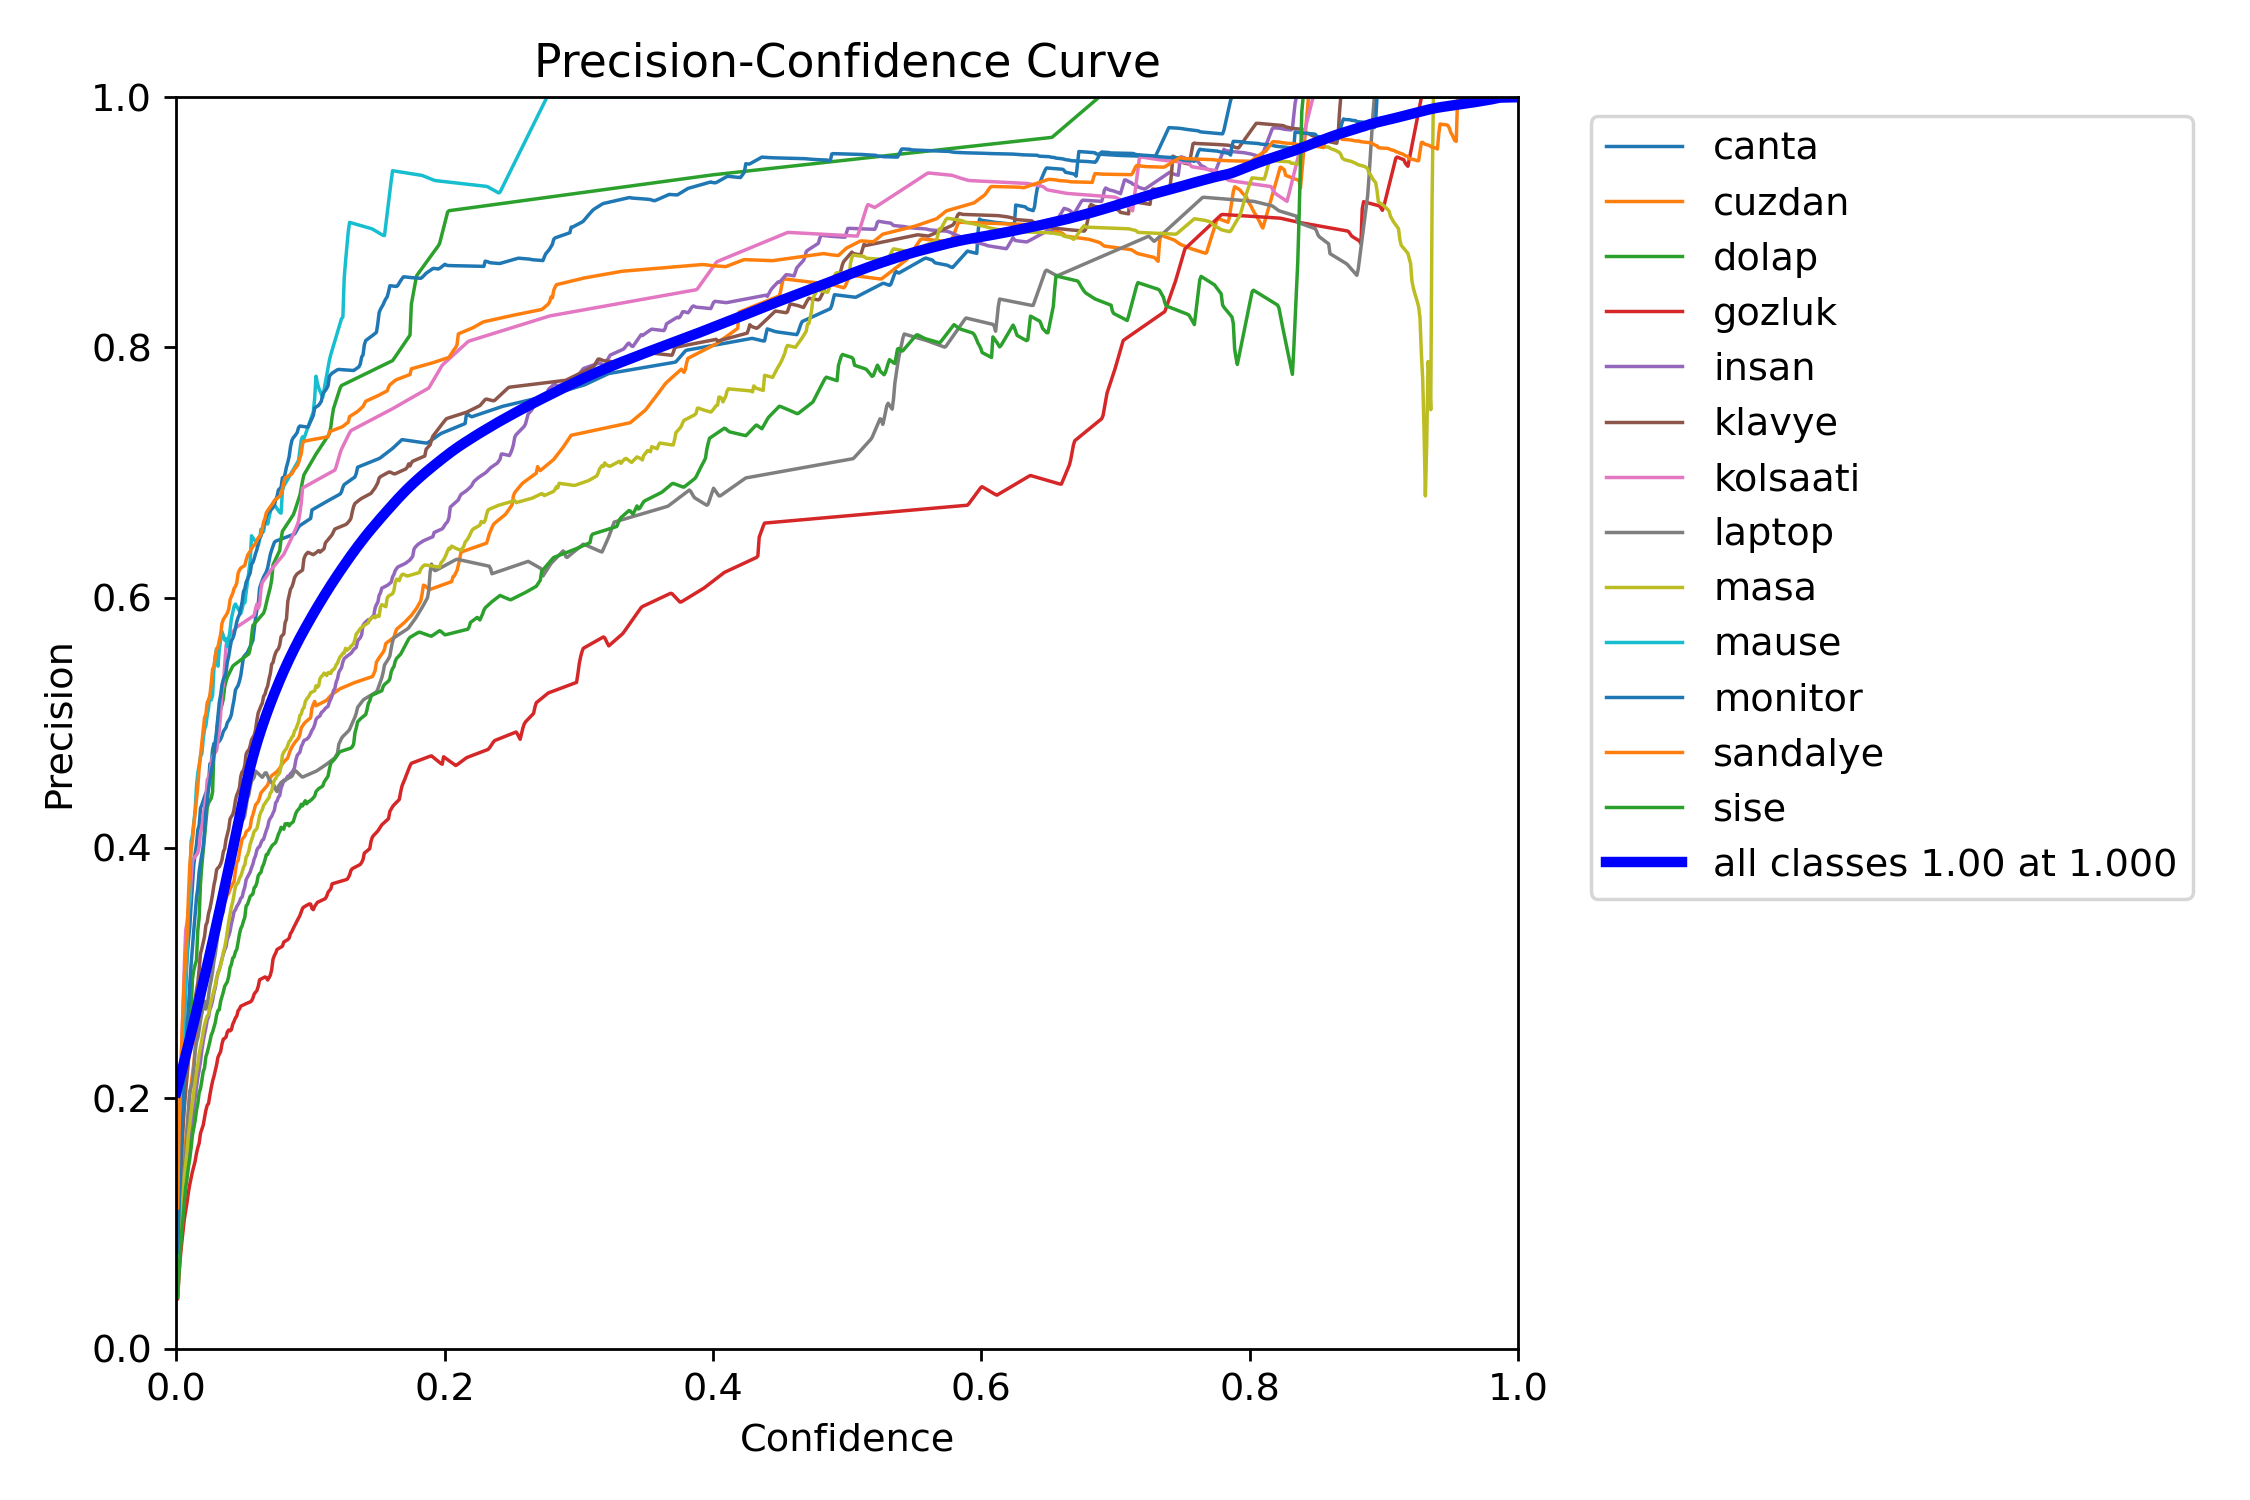 Precision-Confidence Curve
1.0
0.8
0.6
0.4
0.2
0.0
Precision
0.0 0.2 0.4 0.6 0.8 1.0
Confidence
canta
cuzdan
dolap
gozluk
insan
klavye
kolsaati
laptop
masa
mause
monitor
sandalye
sise
all classes 1.00 at 1.000